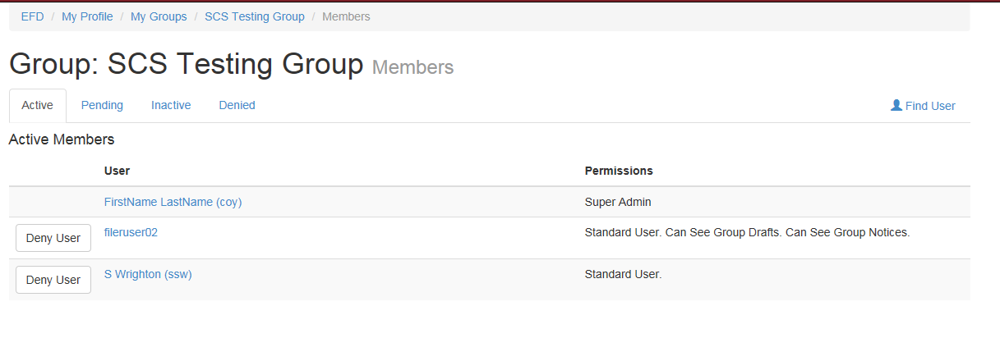 EFD / My Profile / My Groups / SCS Testing Group / Members
Group: SCS Testing Group Members
Active Pending Inactive Denied Find User
Active Members
User Permissions
FirstName LastName (coy) Super Admin
Deny User fileruser02 Standard User. Can See Group Drafts. Can See Group Notices.
Deny User S Wrighton (ssw) Standard User.